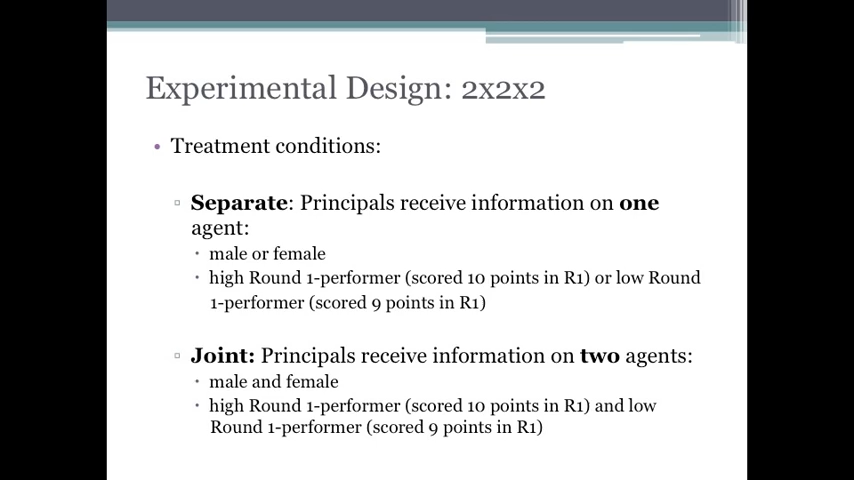 Experimental Design: 2x2x2
• Treatment conditions:
▫ Separate: Principals receive information on one
agent:
• male or female
• high Round 1-performer (scored 10 points in R1) or low Round
1-performer (scored 9 points in R1)
▫ Joint: Principals receive information on two agents:
• male and female
• high Round 1-performer (scored 10 points in R1) and low
Round 1-performer (scored 9 points in R1)